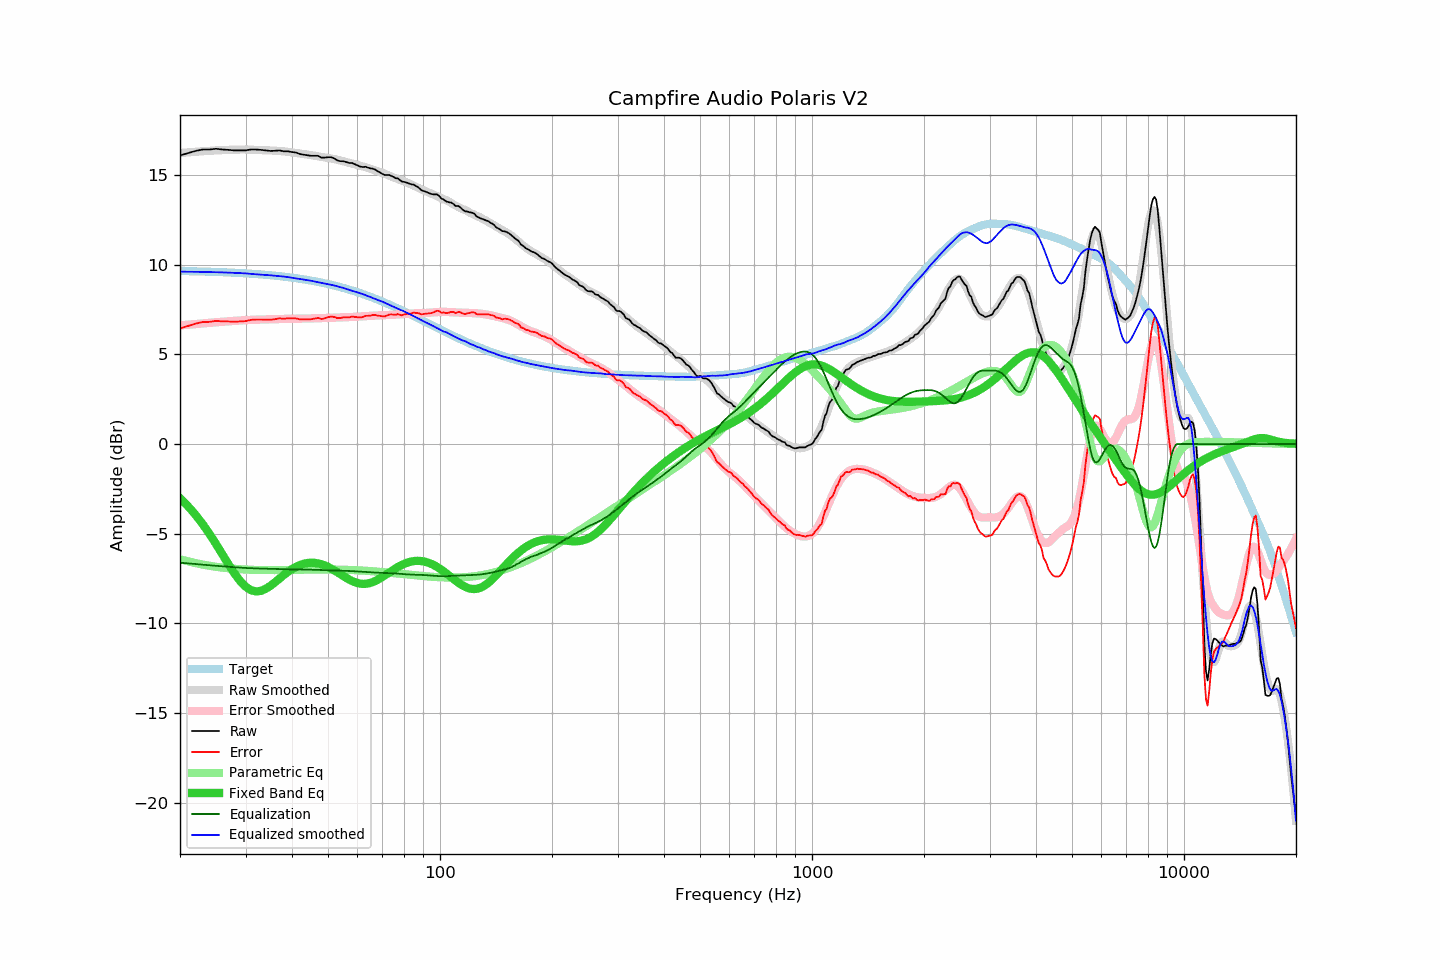 Campfire Audio Polaris V2
15
10
5
0
−5
−10
−15
−20
Amplitude (dBr)
Target
Raw Smoothed
Error Smoothed
Raw
Error
Parametric Eq
Fixed Band Eq
Equalization
Equalized smoothed
100 1000 10000
Frequency (Hz)